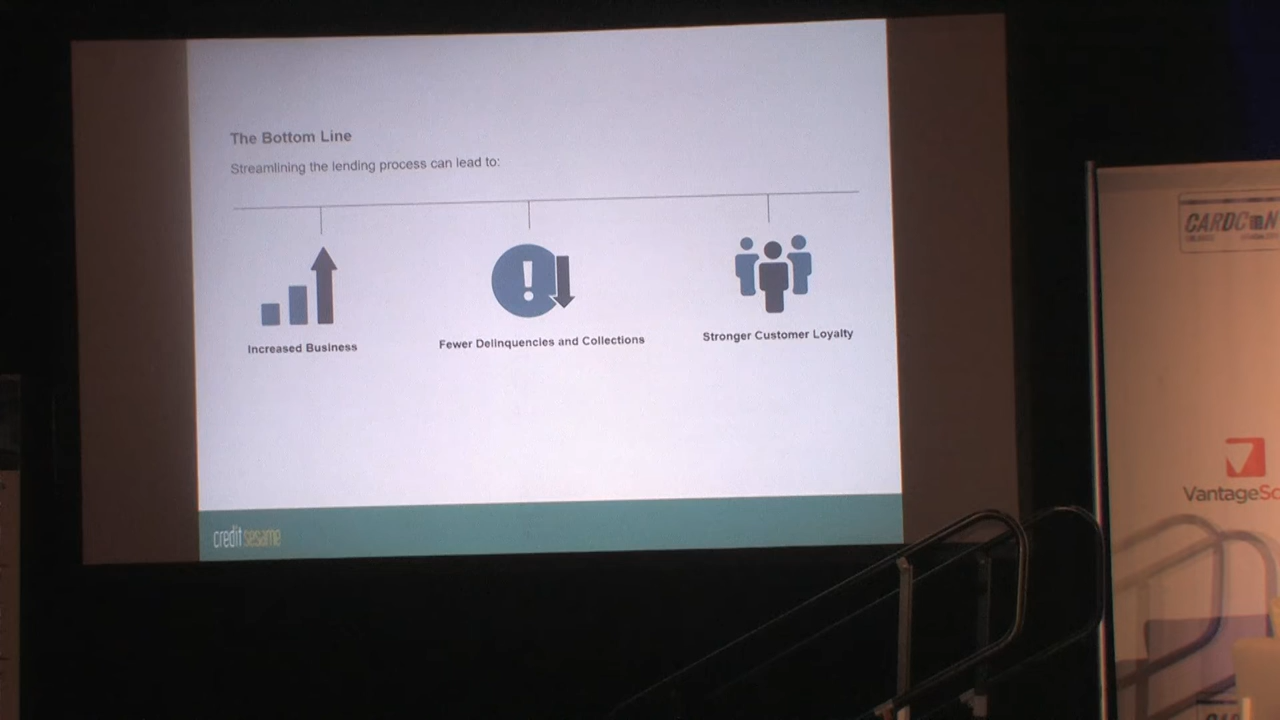 The Bottom Line
Streamlining the lending process can lead to:
Increased Business
Fewer Delinquencies and Collections
Stronger Customer Loyalty
creditsesame
CARDCON
VantageSc